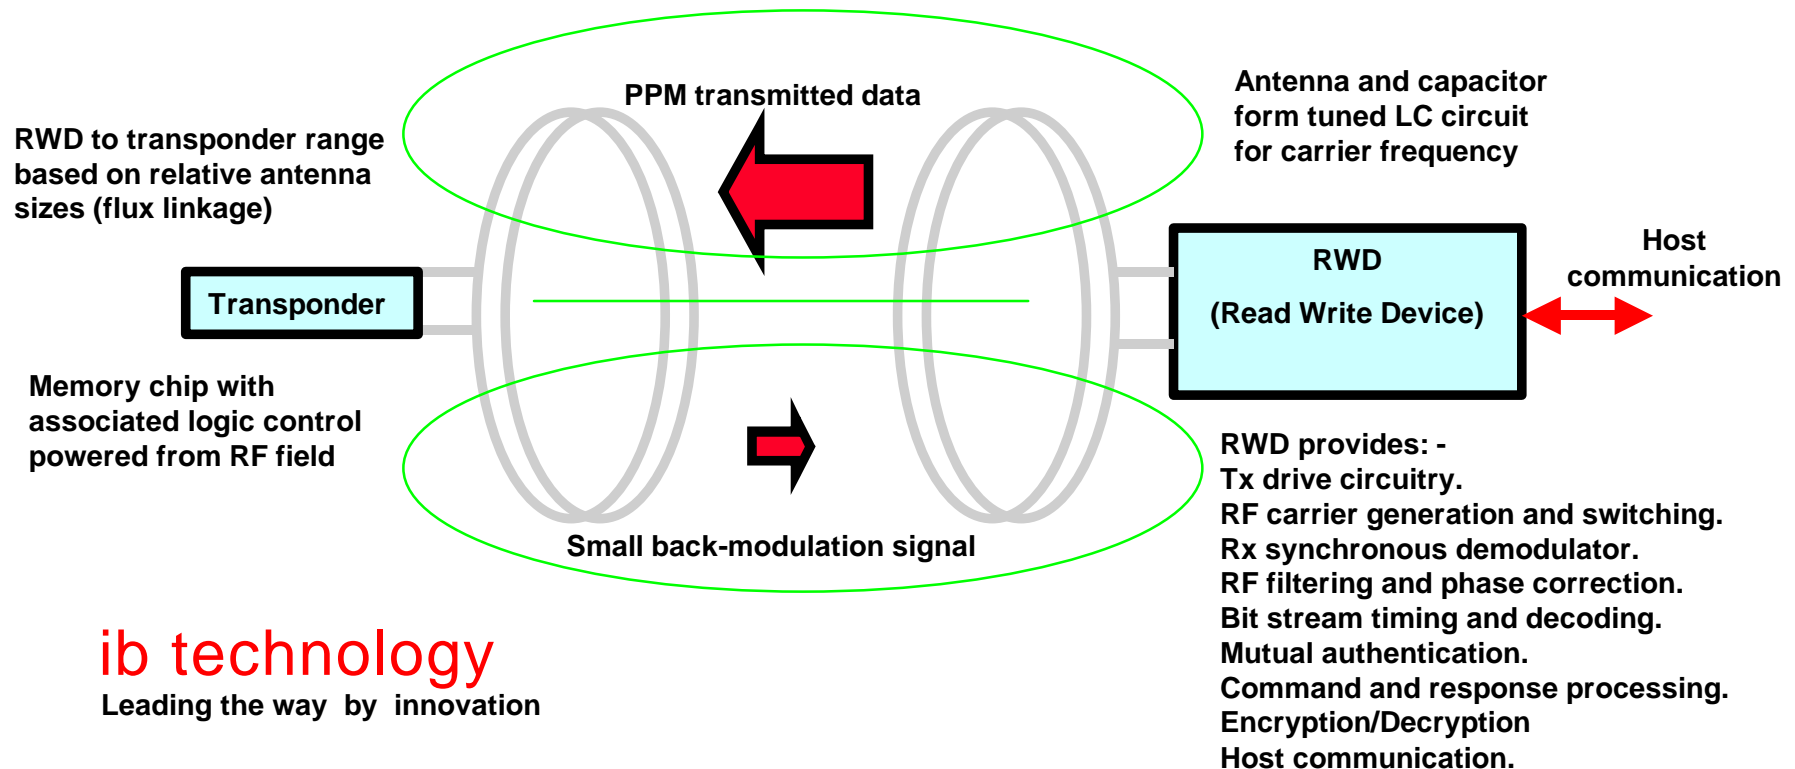 PPM transmitted data
Antenna and capacitor
form tuned LC circuit
for carrier frequency
RWD to transponder range
based on relative antenna
sizes (flux linkage)
Transponder
RWD
(Read Write Device)
Host
communication
Memory chip with
associated logic control
powered from RF field
Small back-modulation signal
RWD provides: -
Tx drive circuitry.
RF carrier generation and switching.
Rx synchronous demodulator.
RF filtering and phase correction.
Bit stream timing and decoding.
Mutual authentication.
Command and response processing.
Encryption/Decryption
Host communication.
ib technology
Leading the way by innovation